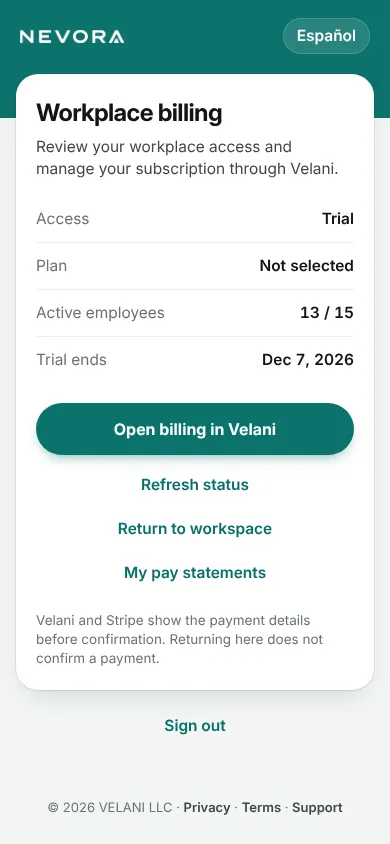 NEVORA
Español
Workplace billing
Review your workplace access and
manage your subscription through Velani.
Access Trial
Plan Not selected
Active employees 13 / 15
Trial ends Dec 7, 2026
Open billing in Velani
Refresh status
Return to workspace
My pay statements
Velani and Stripe show the payment details
before confirmation. Returning here does not
confirm a payment.
Sign out
© 2026 VELANI LLC · Privacy · Terms · Support